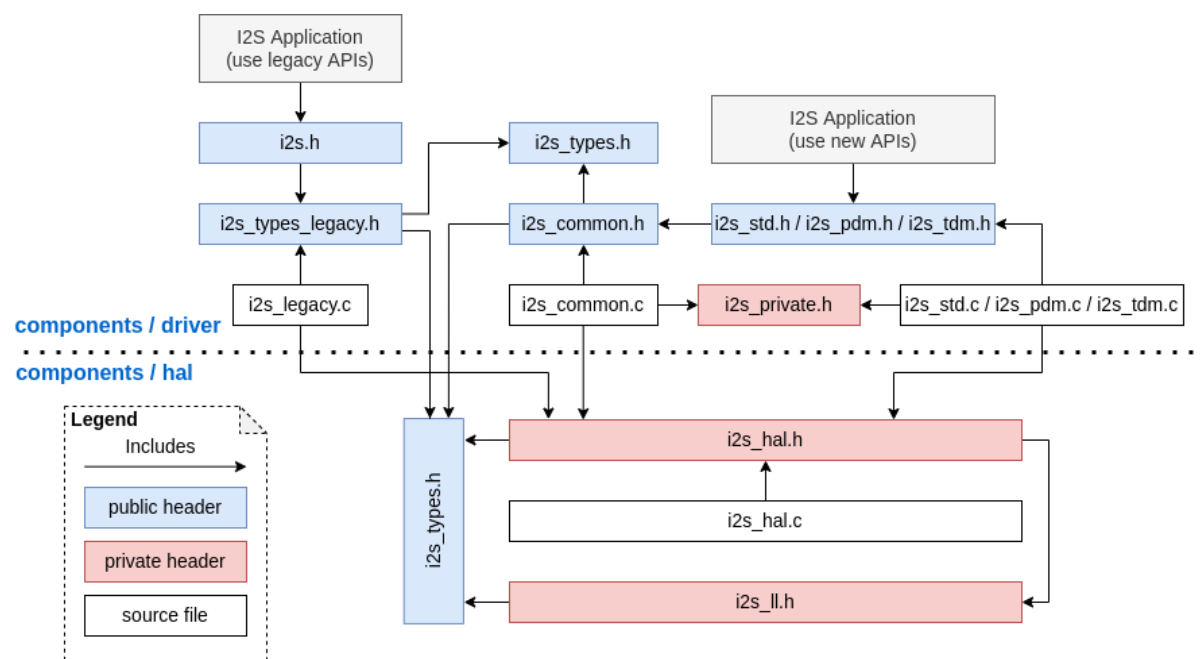 I2S Application
(use legacy APIs)
i2s.h
i2s_types.h
I2S Application
(use new APIs)
i2s_types_legacy.h
i2s_common.h
i2s_std.h / i2s_pdm.h / i2s_tdm.h
i2s_legacy.c
i2s_common.c
i2s_private.h
i2s_std.c / i2s_pdm.c / i2s_tdm.c
components / driver
components / hal
Legend
Includes
public header
private header
source file
i2s_types.h
i2s_hal.h
i2s_hal.c
i2s_ll.h